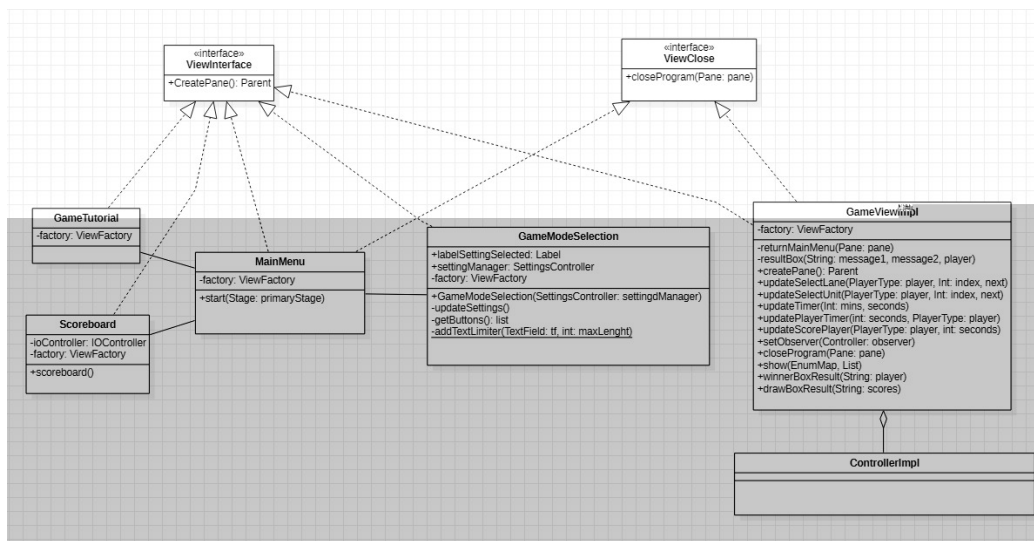 «interface»
ViewInterface
+CreatePane(): Parent
«interface»
ViewClose
+closeProgram(Pane: pane)
GameTutorial
-factory: ViewFactory
MainMenu
-factory: ViewFactory
+start(Stage: primaryStage)
Scoreboard
-ioController: IOController
-factory: ViewFactory
+scoreboard()
GameModeSelection
+labelSettingSelected: Label
+settingManager: SettingsController
-factory: ViewFactory
+GameModeSelection(SettingsController: settingdManager)
-updateSettings()
-getButtons(): list
-addTextLimiter(TextField: tf, int: maxLenght)
GameViewImpl
-factory: ViewFactory
-returnMainMenu(Pane: pane)
-resultBox(String: message1, message2, player)
+createPane(): Parent
+updateSelectLane(PlayerType: player, Int: index, next)
+updateSelectUnit(PlayerType: player, Int: index, next)
+updateTimer(Int: mins, seconds)
+updatePlayerTimer(int: seconds, PlayerType: player)
+updateScorePlayer(PlayerType: player, int: seconds)
+setObserver(Controller: observer)
+closeProgram(Pane: pane)
+show(EnumMap, List)
+winnerBoxResult(String: player)
+drawBoxResult(String: scores)
ControllerImpl